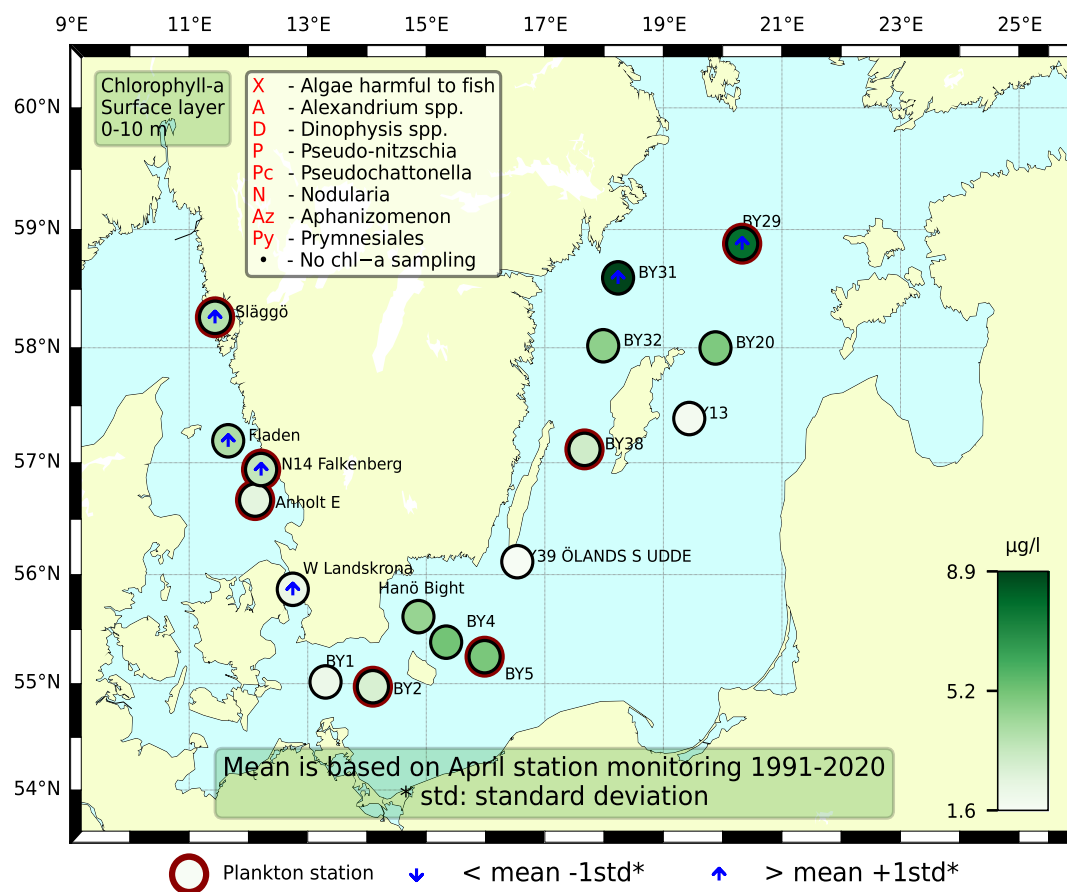 9°E 11°E 13°E 15°E 17°E 19°E 21°E 23°E 25°E
60°N
59°N
58°N
57°N
56°N
55°N
54°N
Chlorophyll-a
Surface layer
0-10 m
X - Algae harmful to fish
A - Alexandrium spp.
D - Dinophysis spp.
P - Pseudo-nitzschia
Pc - Pseudochattonella
N - Nodularia
Az - Aphanizomenon
Py - Prymnesiales
• - No chl−a sampling
BY29
BY31
Släggö
BY32
BY20
Y13
Fladen
BY38
N14 Falkenberg
Anholt E
Y39 ÖLANDS S UDDE
W Landskrona
Hanö Bight
BY4
BY1
BY5
BY2
µg/l
8.9
5.2
1.6
Mean is based on April station monitoring 1991-2020
* std: standard deviation
Plankton station < mean -1std* > mean +1std*